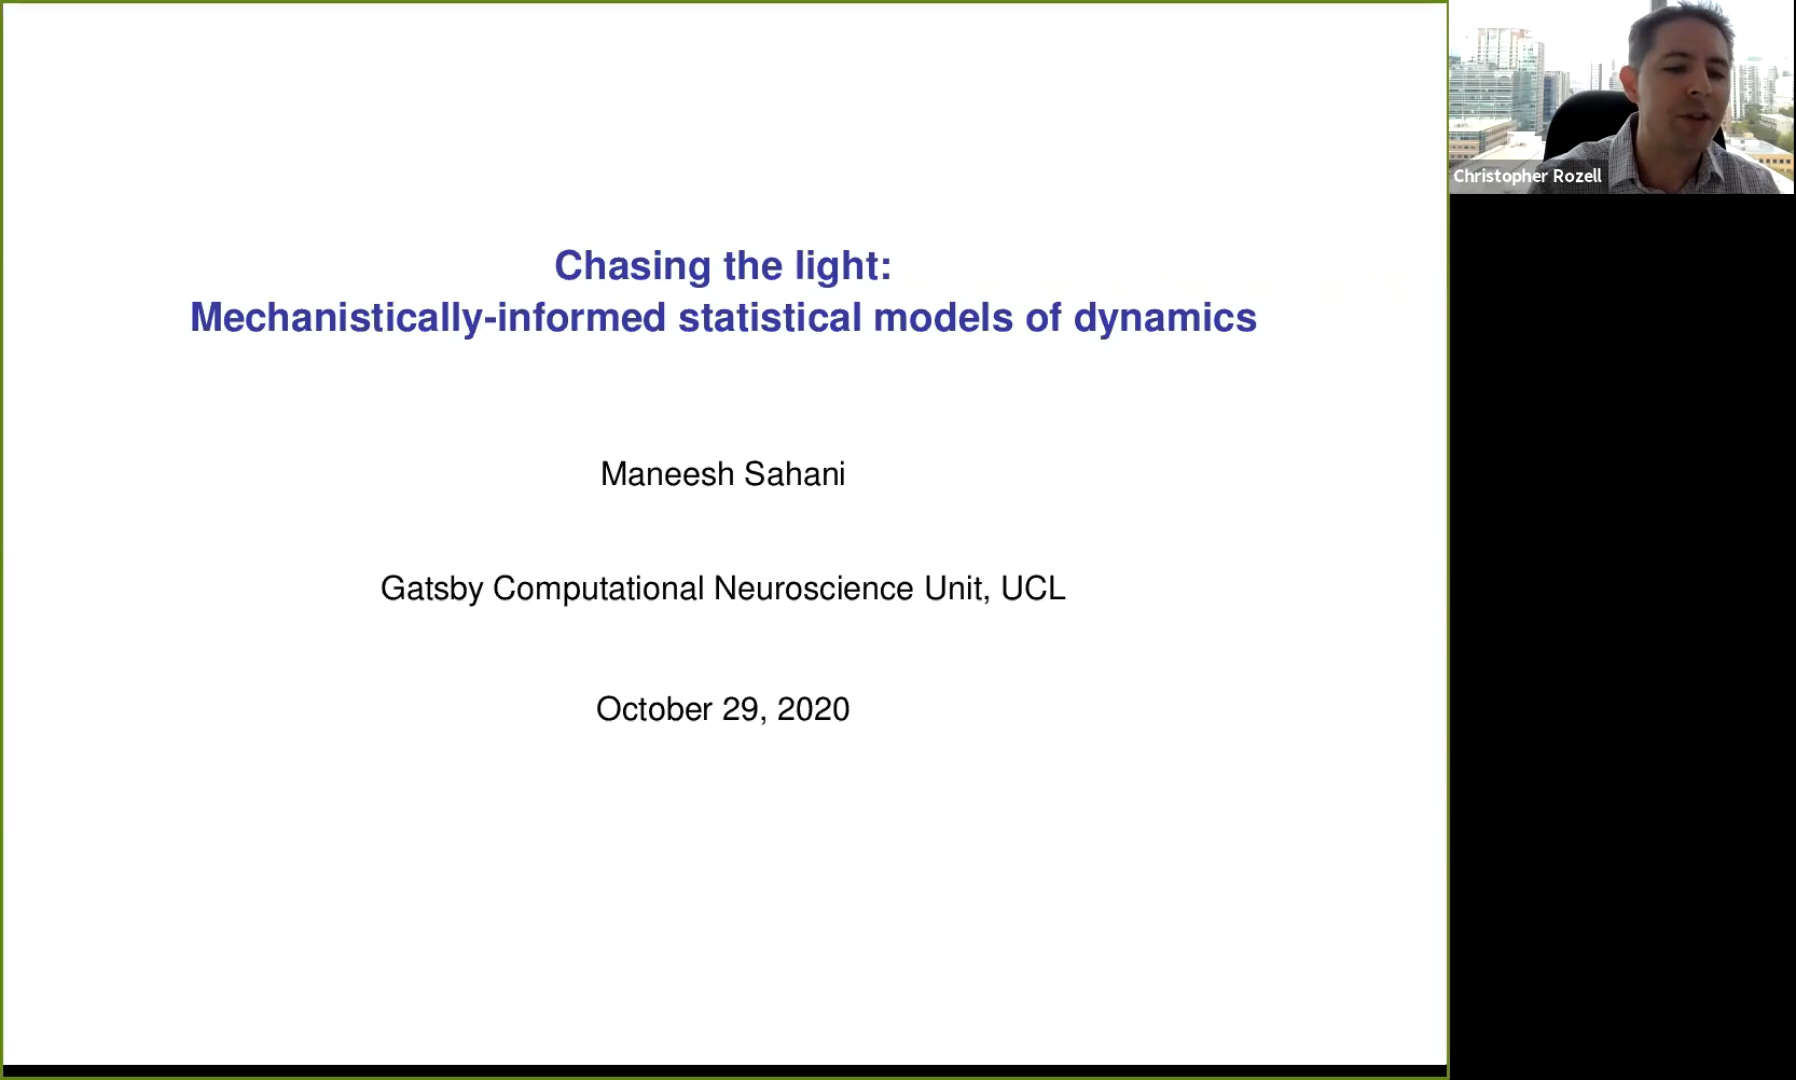 Chasing the light:
Mechanistically-informed statistical models of dynamics
Maneesh Sahani
Gatsby Computational Neuroscience Unit, UCL
October 29, 2020
Christopher Rozell